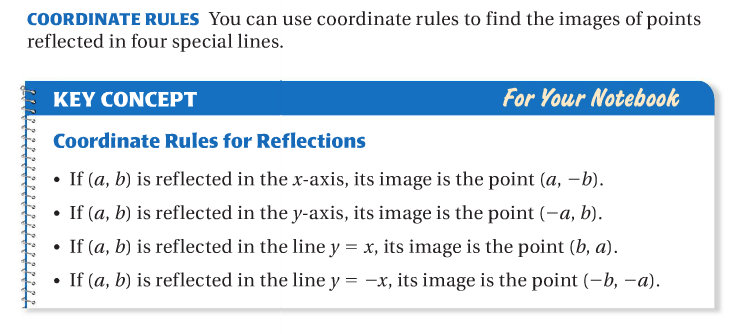 COORDINATE RULES You can use coordinate rules to find the images of points
reflected in four special lines.
KEY CONCEPT For Your Notebook
Coordinate Rules for Reflections
• If (a, b) is reflected in the x-axis, its image is the point (a, −b).
• If (a, b) is reflected in the y-axis, its image is the point (−a, b).
• If (a, b) is reflected in the line y = x, its image is the point (b, a).
• If (a, b) is reflected in the line y = −x, its image is the point (−b, −a).